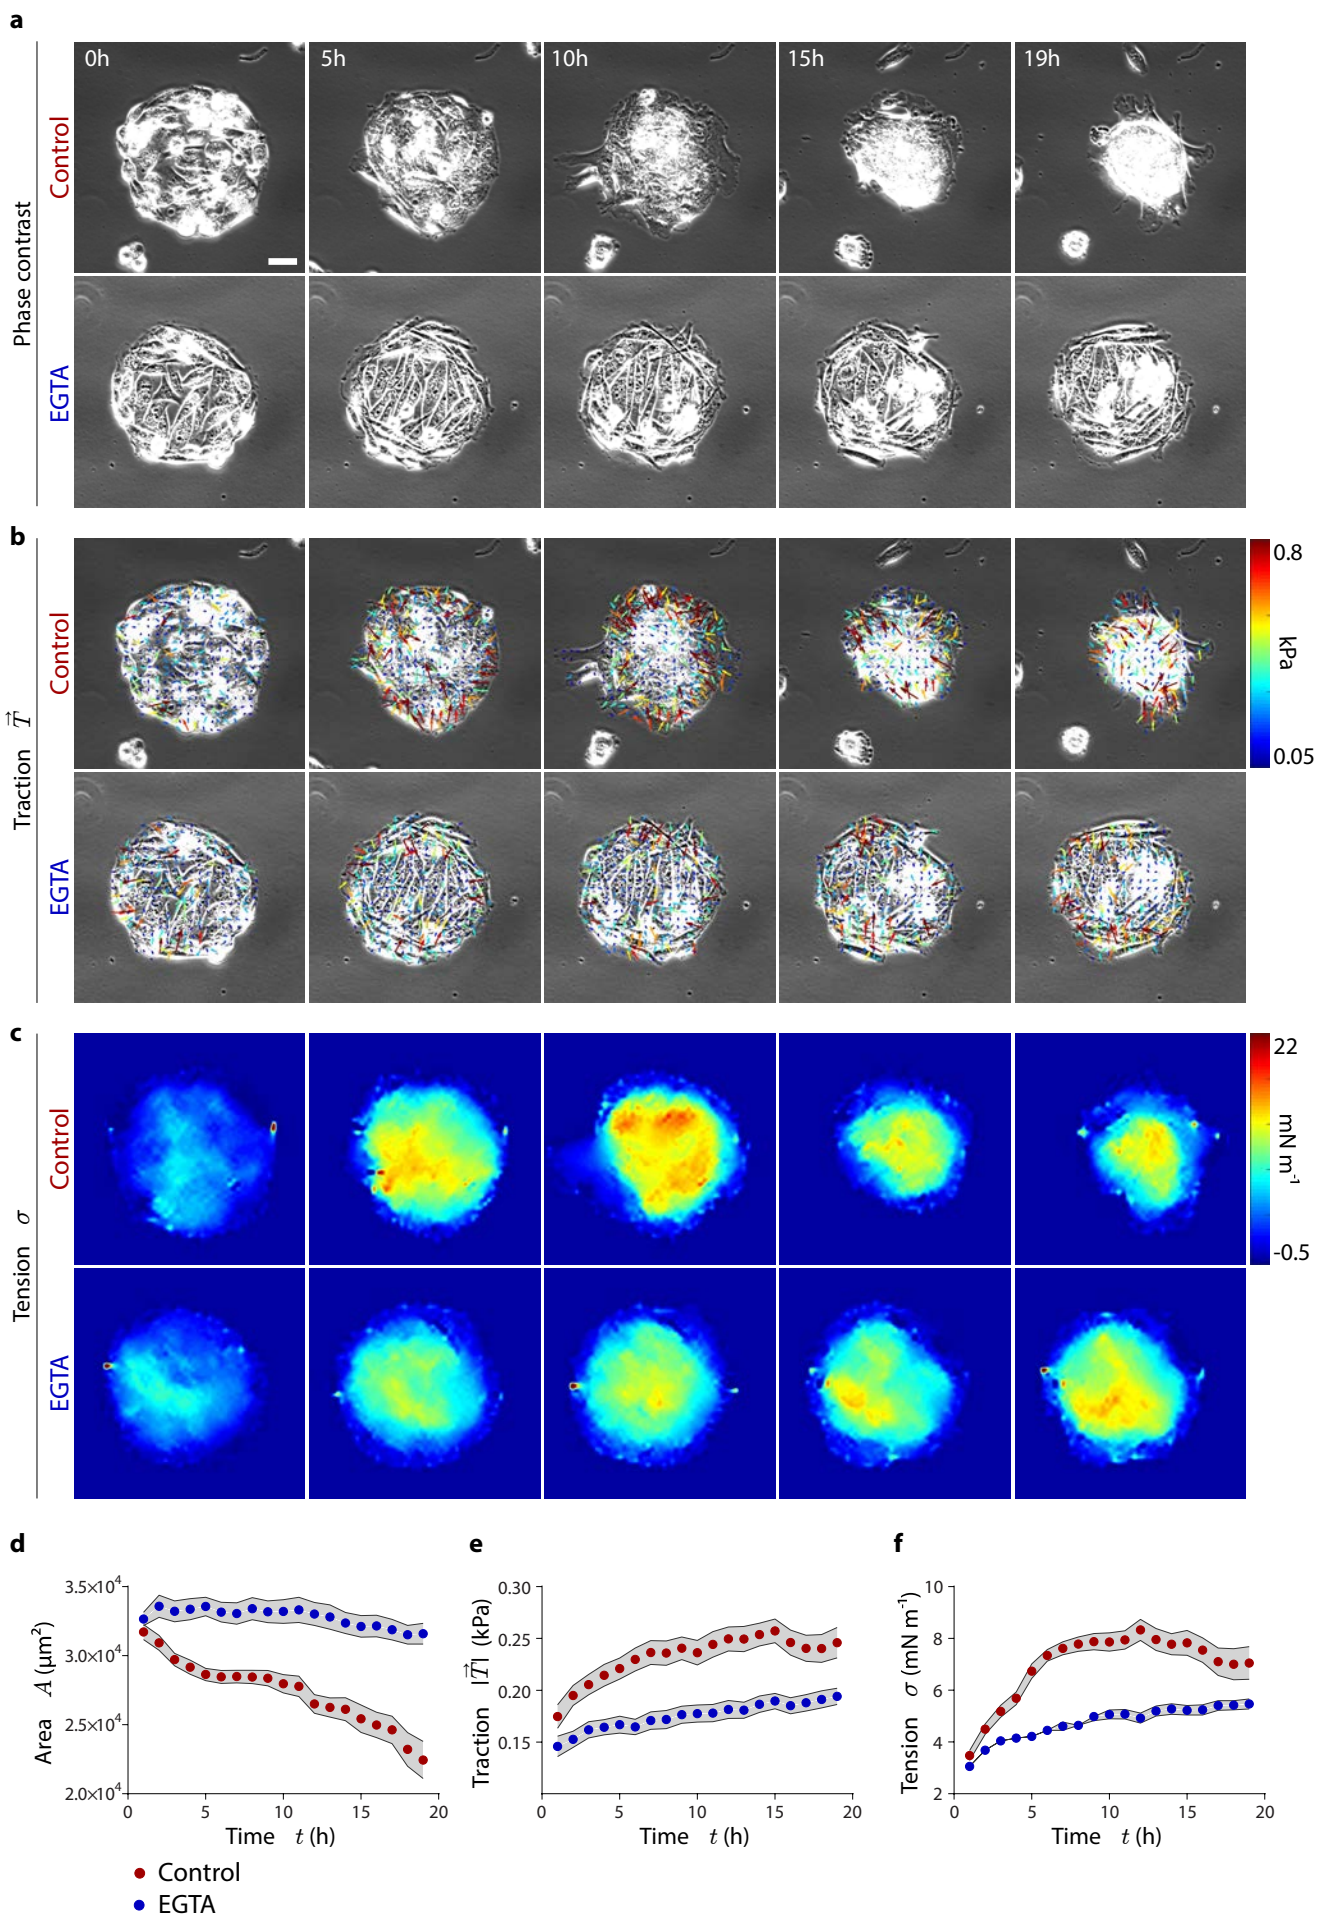 a
0h
5h
10h
15h
19h
Phase contrast
Control
EGTA
b
Traction T⃗
Control
EGTA
0.8
kPa
0.05
c
Tension σ
Control
EGTA
22
mN m⁻¹
-0.5
d
Area A (μm²)
3.5×10⁴
3.0×10⁴
2.5×10⁴
2.0×10⁴
0 5 10 15 20
Time t (h)
e
Traction |T⃗| (kPa)
0.30
0.25
0.20
0.15
0 5 10 15 20
Time t (h)
f
Tension σ (mN m⁻¹)
10
8
6
4
2
0 5 10 15 20
Time t (h)
Control
EGTA